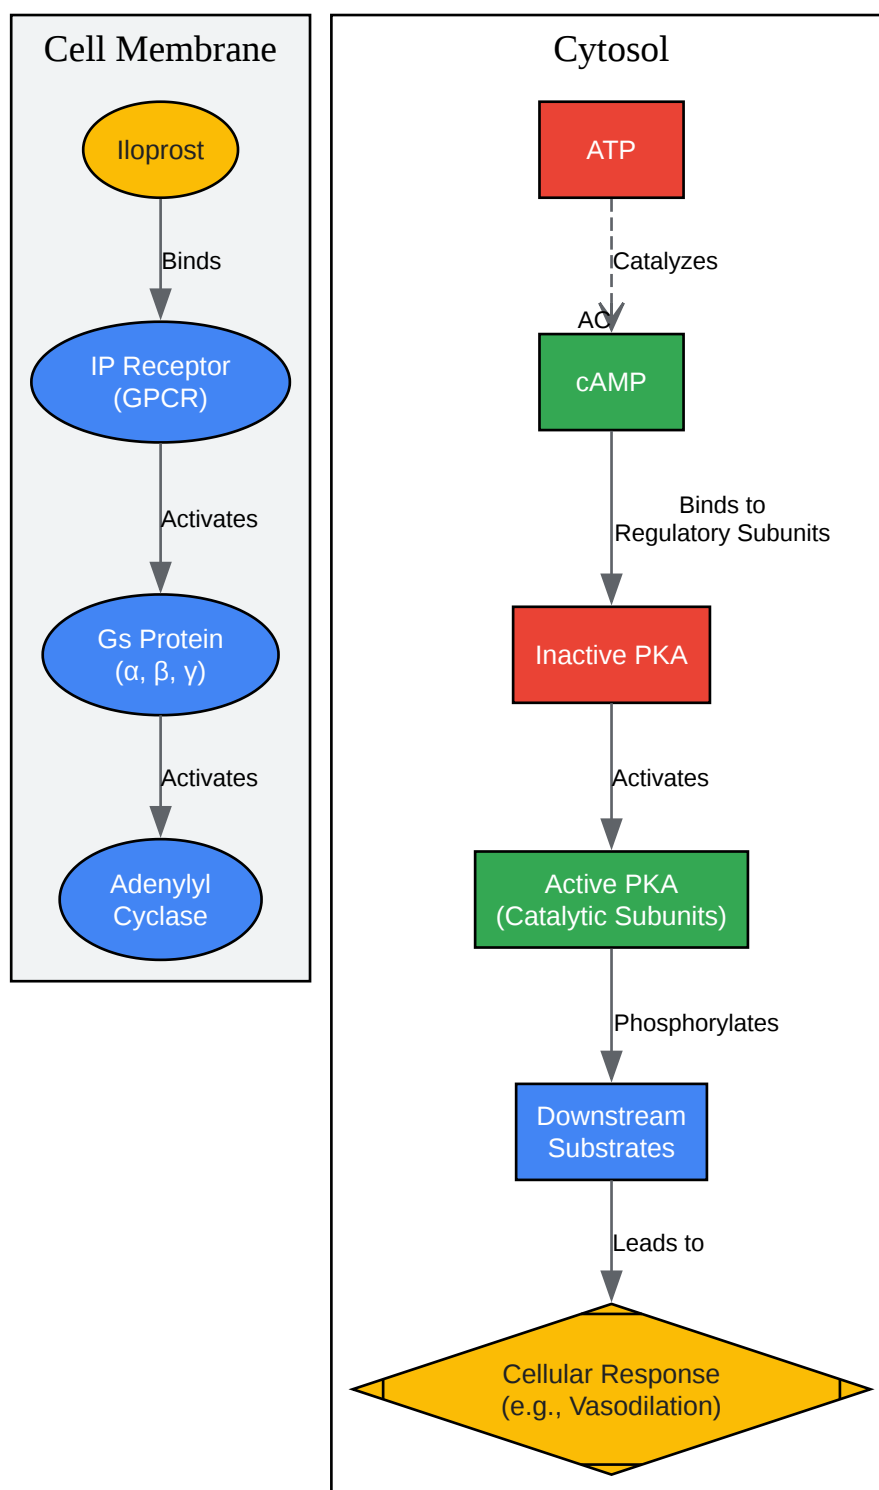 Cell Membrane
Iloprost
Binds
IP Receptor
(GPCR)
Activates
Gs Protein
(α, β, γ)
Activates
Adenylyl
Cyclase
Cytosol
ATP
Catalyzes
AC
cAMP
Binds to
Regulatory Subunits
Inactive PKA
Activates
Active PKA
(Catalytic Subunits)
Phosphorylates
Downstream
Substrates
Leads to
Cellular Response
(e.g., Vasodilation)